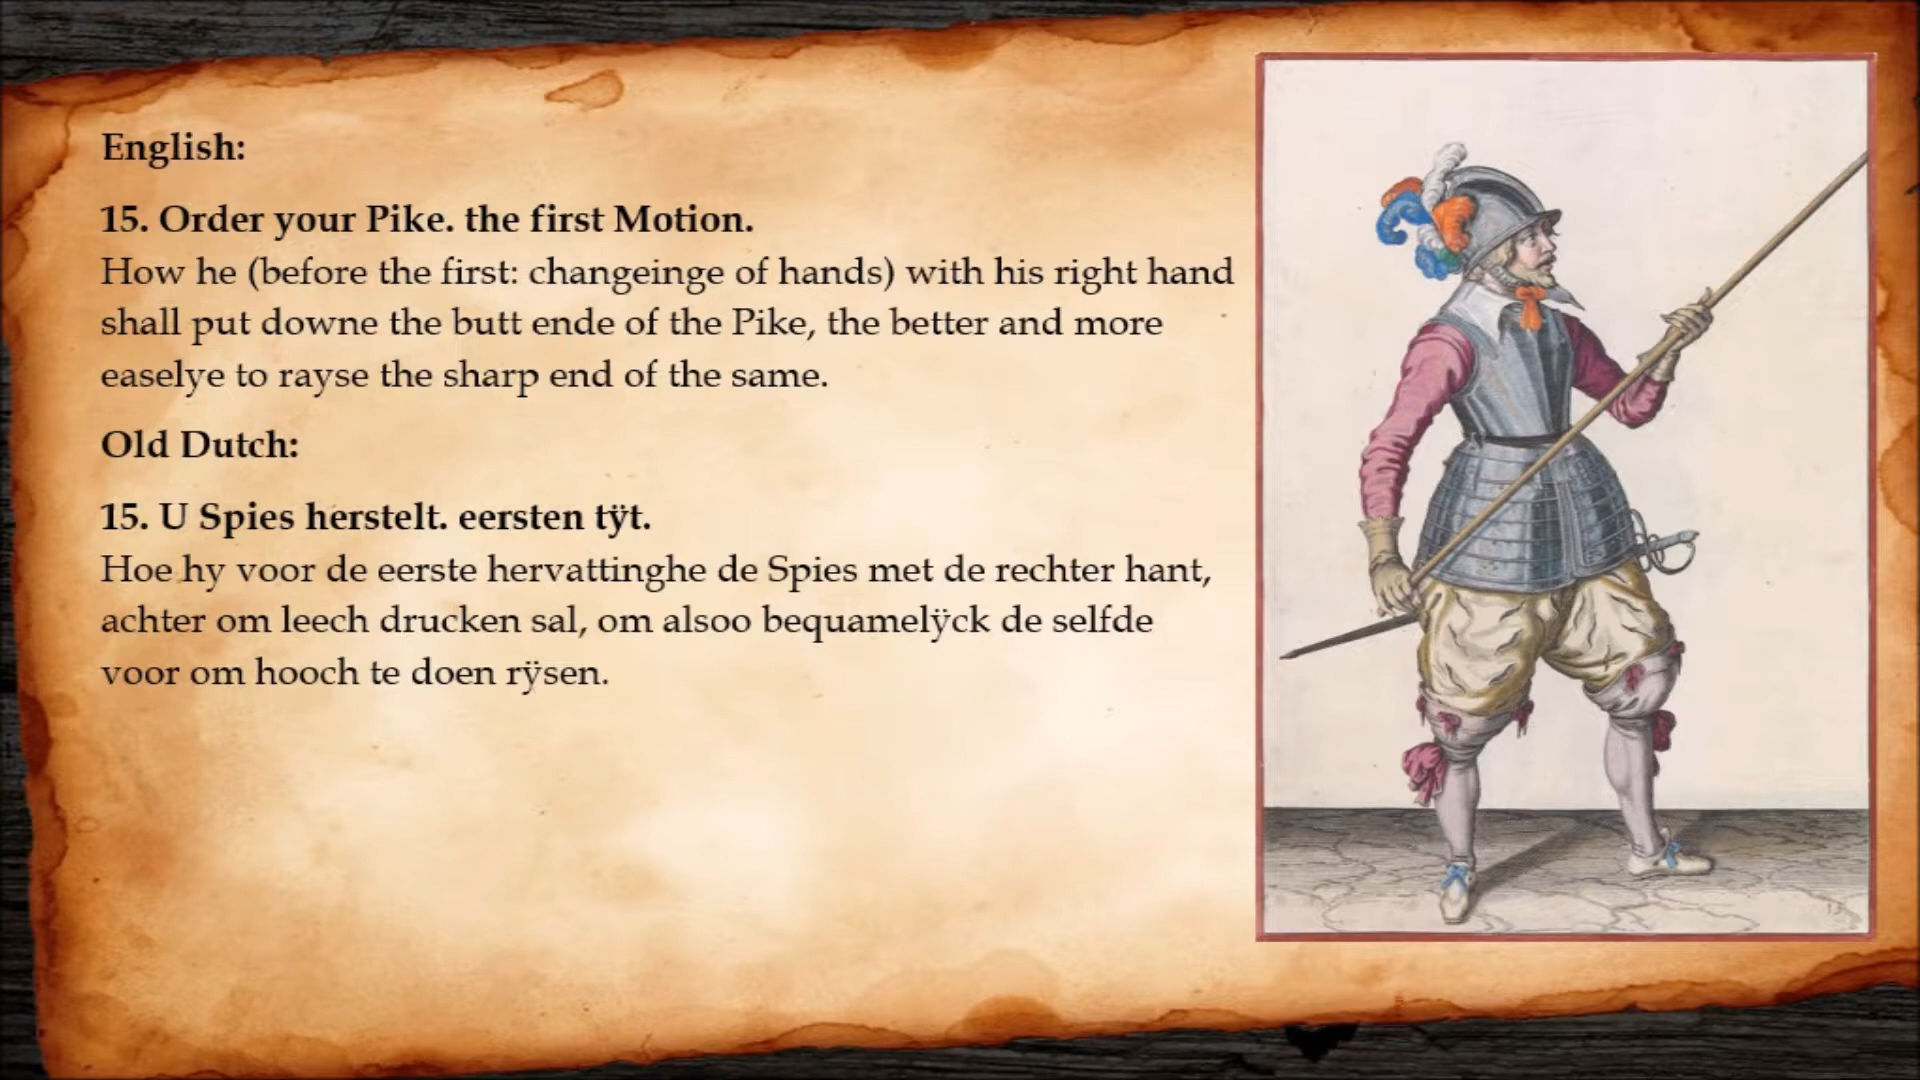 English:
15. Order your Pike. the first Motion.
How he (before the first: changeinge of hands) with his right hand
shall put downe the butt ende of the Pike, the better and more
easelye to rayse the sharp end of the same.
Old Dutch:
15. U Spies herstelt. eersten tÿt.
Hoe hy voor de eerste hervattinghe de Spies met de rechter hant,
achter om leech drucken sal, om alsoo bequamelÿck de selfde
voor om hooch te doen rÿsen.